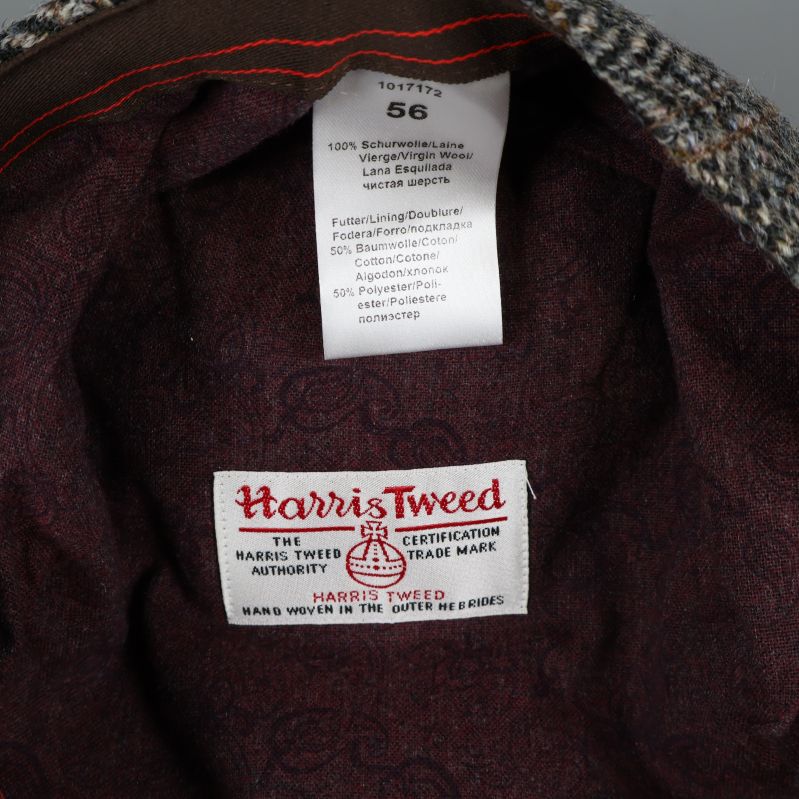 1017172
56
100% Schurwolle/Laine
Vierge/Virgin Wool/
Lana Esquilada
чистая шерсть
Futter/Lining/Doublure/
Fodera/Forro/подкладка
50% Baumwolle/Coton/
Cotton/Cotone/
Algodon/хлопок
50% Polyester/Poli-
ester/Poliestere
полиэстер
Harris Tweed
THE HARRIS TWEED AUTHORITY
CERTIFICATION TRADE MARK
HARRIS TWEED
HAND WOVEN IN THE OUTER HEBRIDES